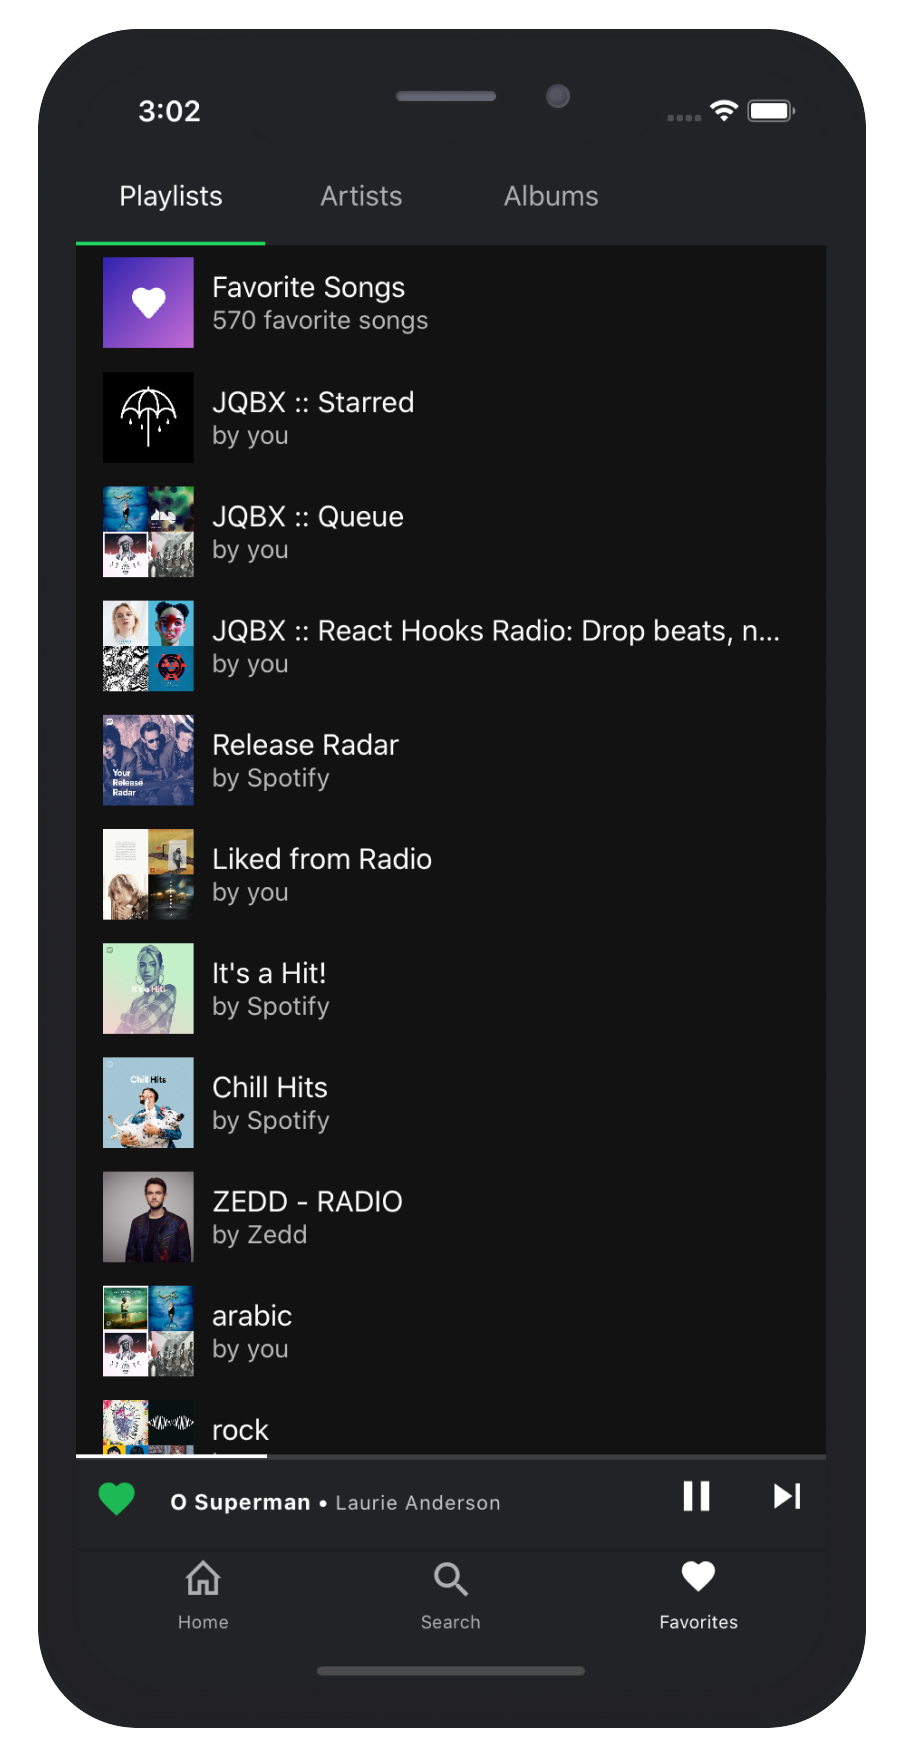 3:02
Playlists Artists Albums
Favorite Songs
570 favorite songs
JQBX :: Starred
by you
JQBX :: Queue
by you
JQBX :: React Hooks Radio: Drop beats, n...
by you
Your
Release
Radar
Release Radar
by Spotify
Liked from Radio
by you
It's a Hit!
It's a Hit!
by Spotify
Chill Hits
Chill Hits
by Spotify
ZEDD - RADIO
by Zedd
arabic
by you
rock
O Superman • Laurie Anderson
Home Search Favorites